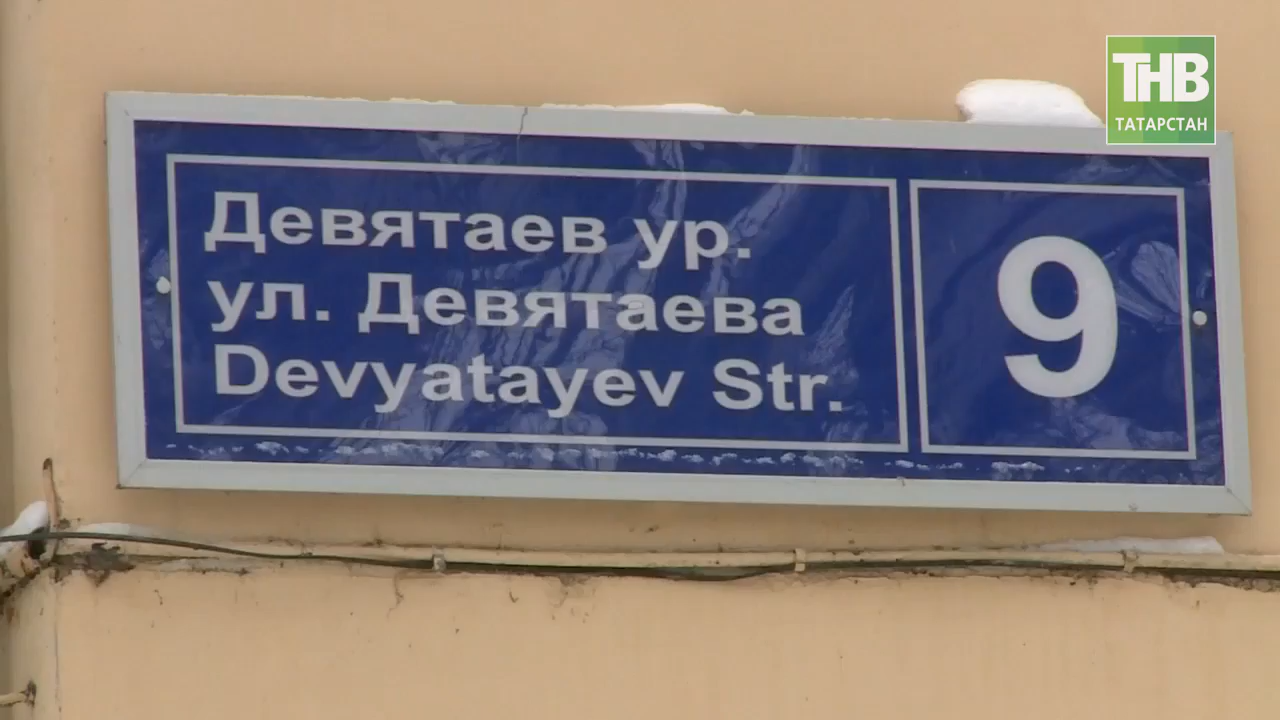 ТНВ
ТАТАРСТАН
Девятаев ур.
ул. Девятаева
Devyatayev Str.
9